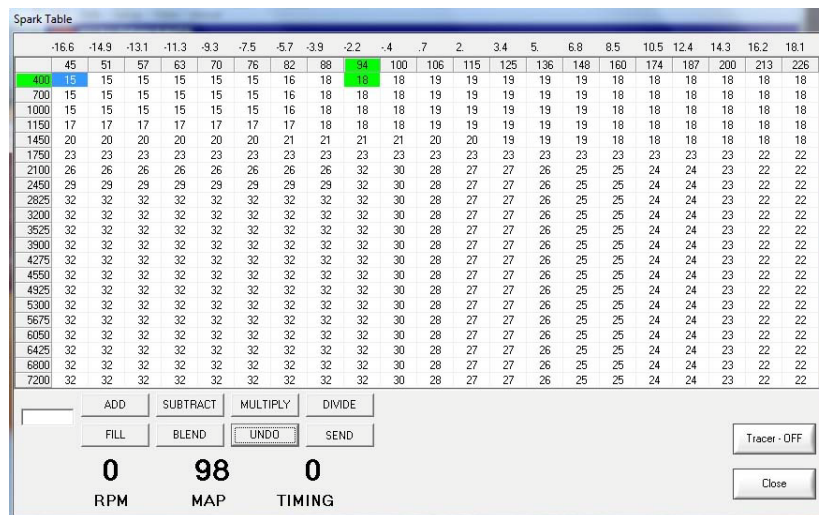 Spark Table
-16.6 -14.9 -13.1 -11.3 -9.3 -7.5 -5.7 -3.9 -2.2 -.4 .7 2. 3.4 5. 6.8 8.5 10.5 12.4 14.3 16.2 18.1
45 51 57 63 70 76 82 88 94 100 106 115 125 136 148 160 174 187 200 213 226
400 15 15 15 15 15 15 16 18 18 18 19 19 19 19 19 18 18 18 18 18 18
700 15 15 15 15 15 15 16 18 18 18 19 19 19 19 19 18 18 18 18 18 18
1000 15 15 15 15 15 15 16 18 18 18 19 19 19 19 19 18 18 18 18 18 18
1150 17 17 17 17 17 17 17 18 18 18 19 19 19 19 19 18 18 18 18 18 18
1450 20 20 20 20 20 20 21 21 21 21 20 20 19 19 18 18 18 18 18 18 18
1750 23 23 23 23 23 23 23 23 23 23 23 23 23 23 23 23 23 23 23 22 22
2100 26 26 26 26 26 26 26 26 32 30 28 27 27 26 25 25 24 24 23 22 22
2450 29 29 29 29 29 29 29 29 32 30 28 27 27 26 25 25 24 24 23 22 22
2825 32 32 32 32 32 32 32 32 32 30 28 27 27 26 25 25 24 24 23 22 22
3200 32 32 32 32 32 32 32 32 32 30 28 27 27 26 25 25 24 24 23 22 22
3525 32 32 32 32 32 32 32 32 32 30 28 27 27 26 25 25 24 24 23 22 22
3900 32 32 32 32 32 32 32 32 32 30 28 27 27 26 25 25 24 24 23 22 22
4275 32 32 32 32 32 32 32 32 32 30 28 27 27 26 25 25 24 24 23 22 22
4550 32 32 32 32 32 32 32 32 32 30 28 27 27 26 25 25 24 24 23 22 22
4925 32 32 32 32 32 32 32 32 32 30 28 27 27 26 25 25 24 24 23 22 22
5300 32 32 32 32 32 32 32 32 32 30 28 27 27 26 25 25 24 24 23 22 22
5675 32 32 32 32 32 32 32 32 32 30 28 27 27 26 25 25 24 24 23 22 22
6050 32 32 32 32 32 32 32 32 32 30 28 27 27 26 25 25 24 24 23 22 22
6425 32 32 32 32 32 32 32 32 32 30 28 27 27 26 25 25 24 24 23 22 22
6800 32 32 32 32 32 32 32 32 32 30 28 27 27 26 25 25 24 24 23 22 22
7200 32 32 32 32 32 32 32 32 32 30 28 27 27 26 25 25 24 24 23 22 22
ADD SUBTRACT MULTIPLY DIVIDE
FILL BLEND UNDO SEND
Tracer - OFF
0 98 0
RPM MAP TIMING
Close